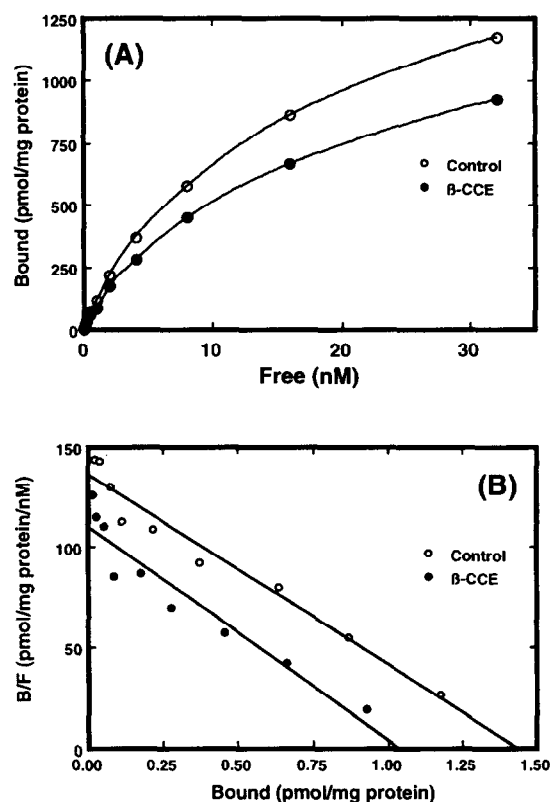 (A)
Bound (pmol/mg protein)
1250
1000
750
500
250
0
Control
ß-CCE
0
10
20
30
Free (nM)
(B)
B/F (pmol/mg protein/nM)
150
100
50
0
Control
ß-CCE
0.00
0.25
0.50
0.75
1.00
1.25
1.50
Bound (pmol/mg protein)